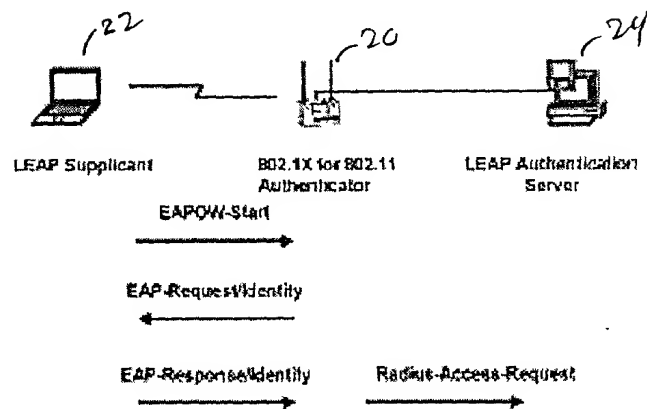 22
20
24
LEAP Supplicant
802.1X for 802.11
Authenticator
LEAP Authentication
Server
EAPOW-Start
EAP-Request/Identity
EAP-Response/Identity
Radius-Access-Request